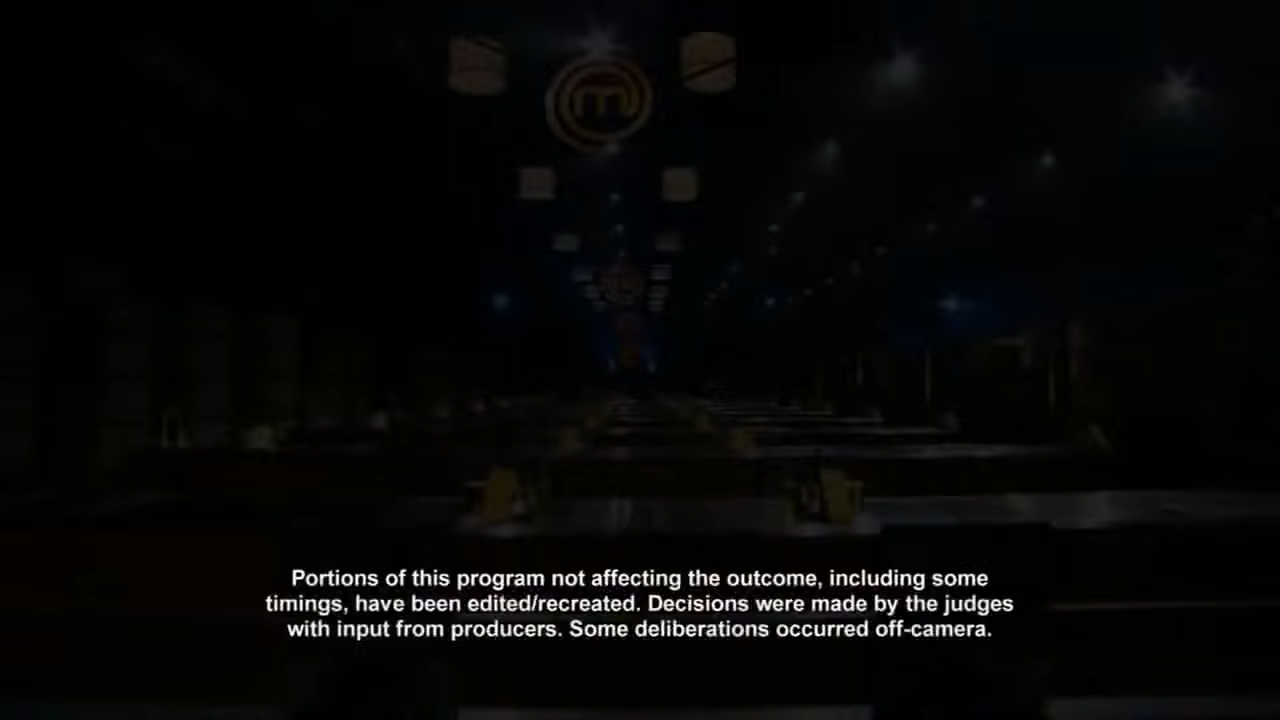 m
Portions of this program not affecting the outcome, including some
timings, have been edited/recreated. Decisions were made by the judges
with input from producers. Some deliberations occurred off-camera.